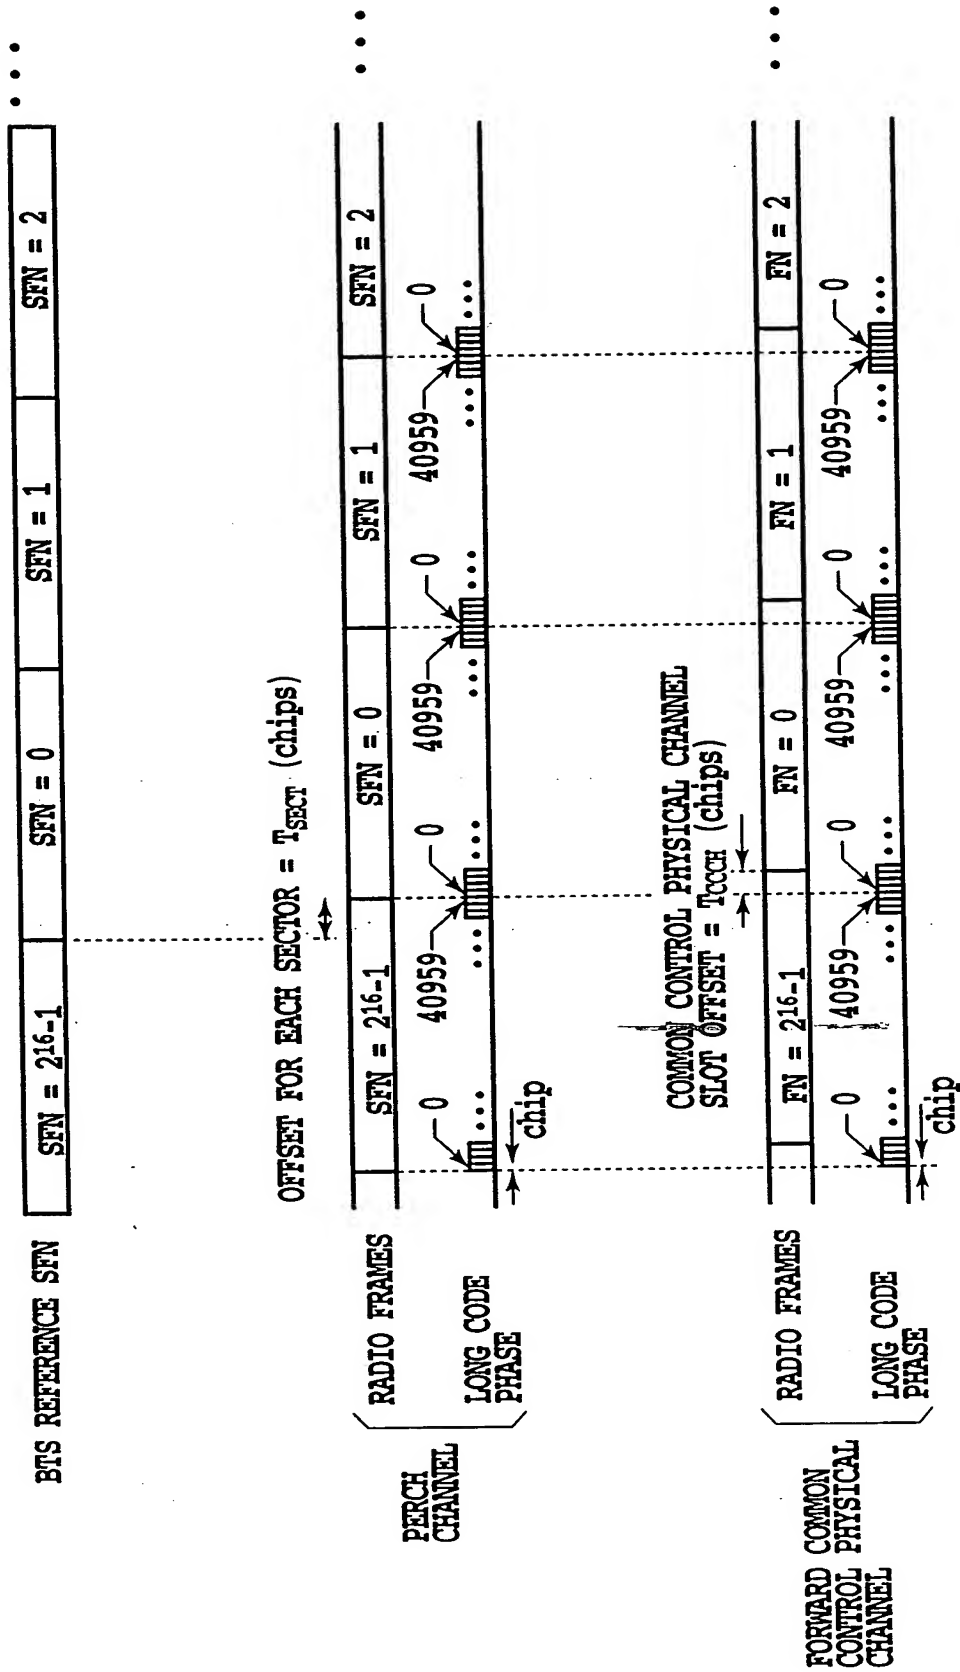 BTS REFERENCE SFN
SFN = 2¹⁶-1
SFN = 0
SFN = 1
SFN = 2
•••
OFFSET FOR EACH SECTOR = TSECT (chips)
PERCH
CHANNEL
RADIO FRAMES
SFN = 2¹⁶-1
SFN = 0
SFN = 1
SFN = 2
•••
LONG CODE
PHASE
0
•••
chip
•••
40959
0
•••
•••
40959
0
•••
•••
40959
0
•••
COMMON CONTROL PHYSICAL CHANNEL
SLOT OFFSET = TCCCH (chips)
FORWARD COMMON
CONTROL PHYSICAL
CHANNEL
RADIO FRAMES
FN = 2¹⁶-1
FN = 0
FN = 1
FN = 2
•••
LONG CODE
PHASE
0
•••
chip
•••
40959
0
•••
•••
40959
0
•••
•••
40959
0
•••